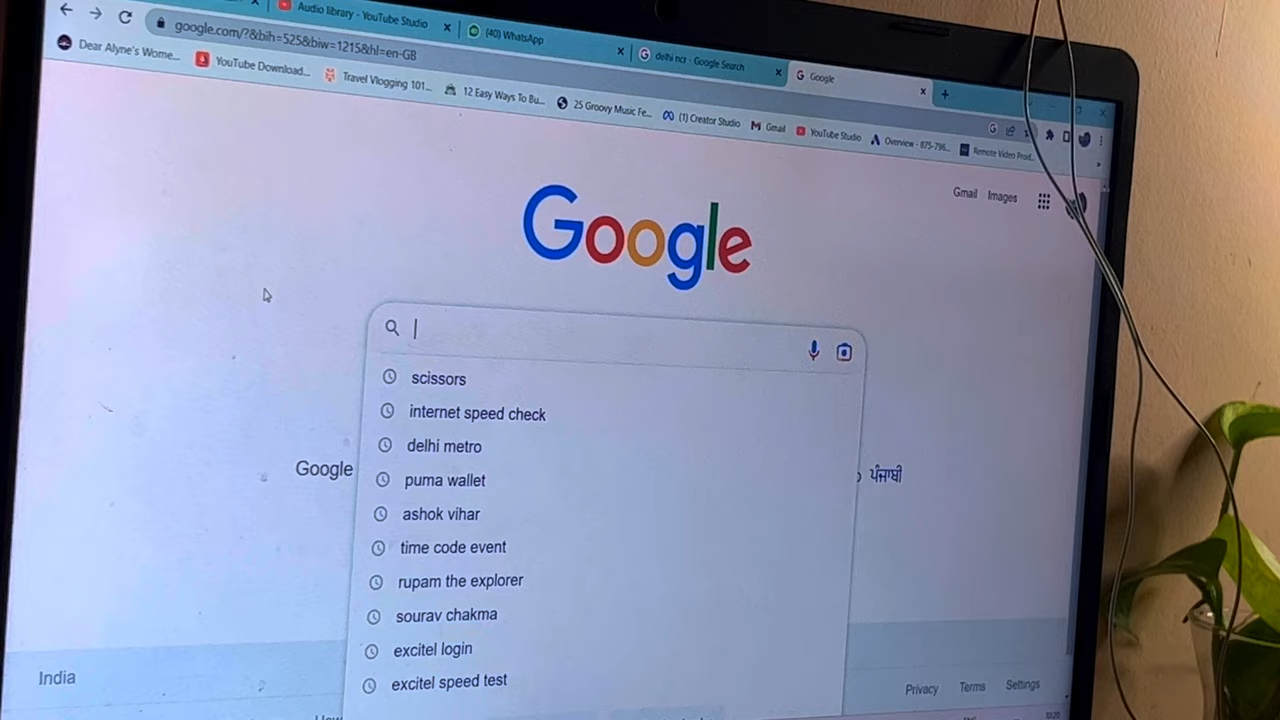 Audio library - YouTube Studio
(40) WhatsApp
delhi ncr - Google Search
Google
google.com/?&bih=525&biw=1215&hl=en-GB
Dear Alyne's Wome...
YouTube Download...
Travel Vlogging 101...
12 Easy Ways To Bu...
25 Groovy Music Fe...
(1) Creator Studio
Gmail
YouTube Studio
Overview - 875-796...
Remote Video Prod...
Gmail Images
Google
scissors
internet speed check
delhi metro
Google
puma wallet
ਪੰਜਾਬੀ
ashok vihar
time code event
rupam the explorer
sourav chakma
excitel login
excitel speed test
India
Privacy Terms Settings